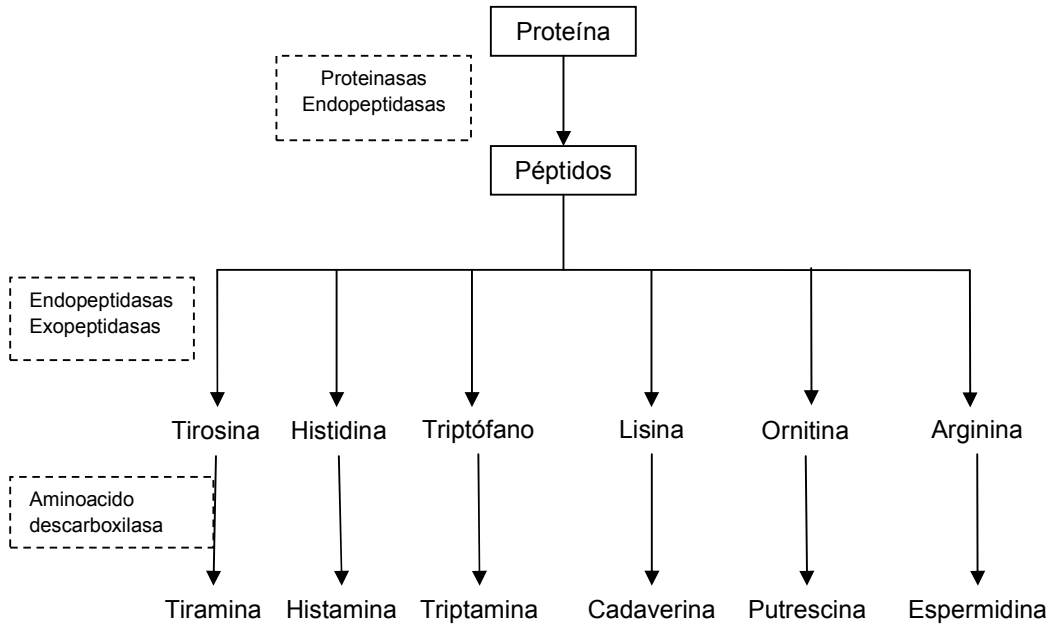 Proteína
Proteinasas
Endopeptidasas
Péptidos
Endopeptidasas
Exopeptidasas
Tirosina Histidina Triptófano Lisina Ornitina Arginina
Aminoacido
descarboxilasa
Tiramina Histamina Triptamina Cadaverina Putrescina Espermidina